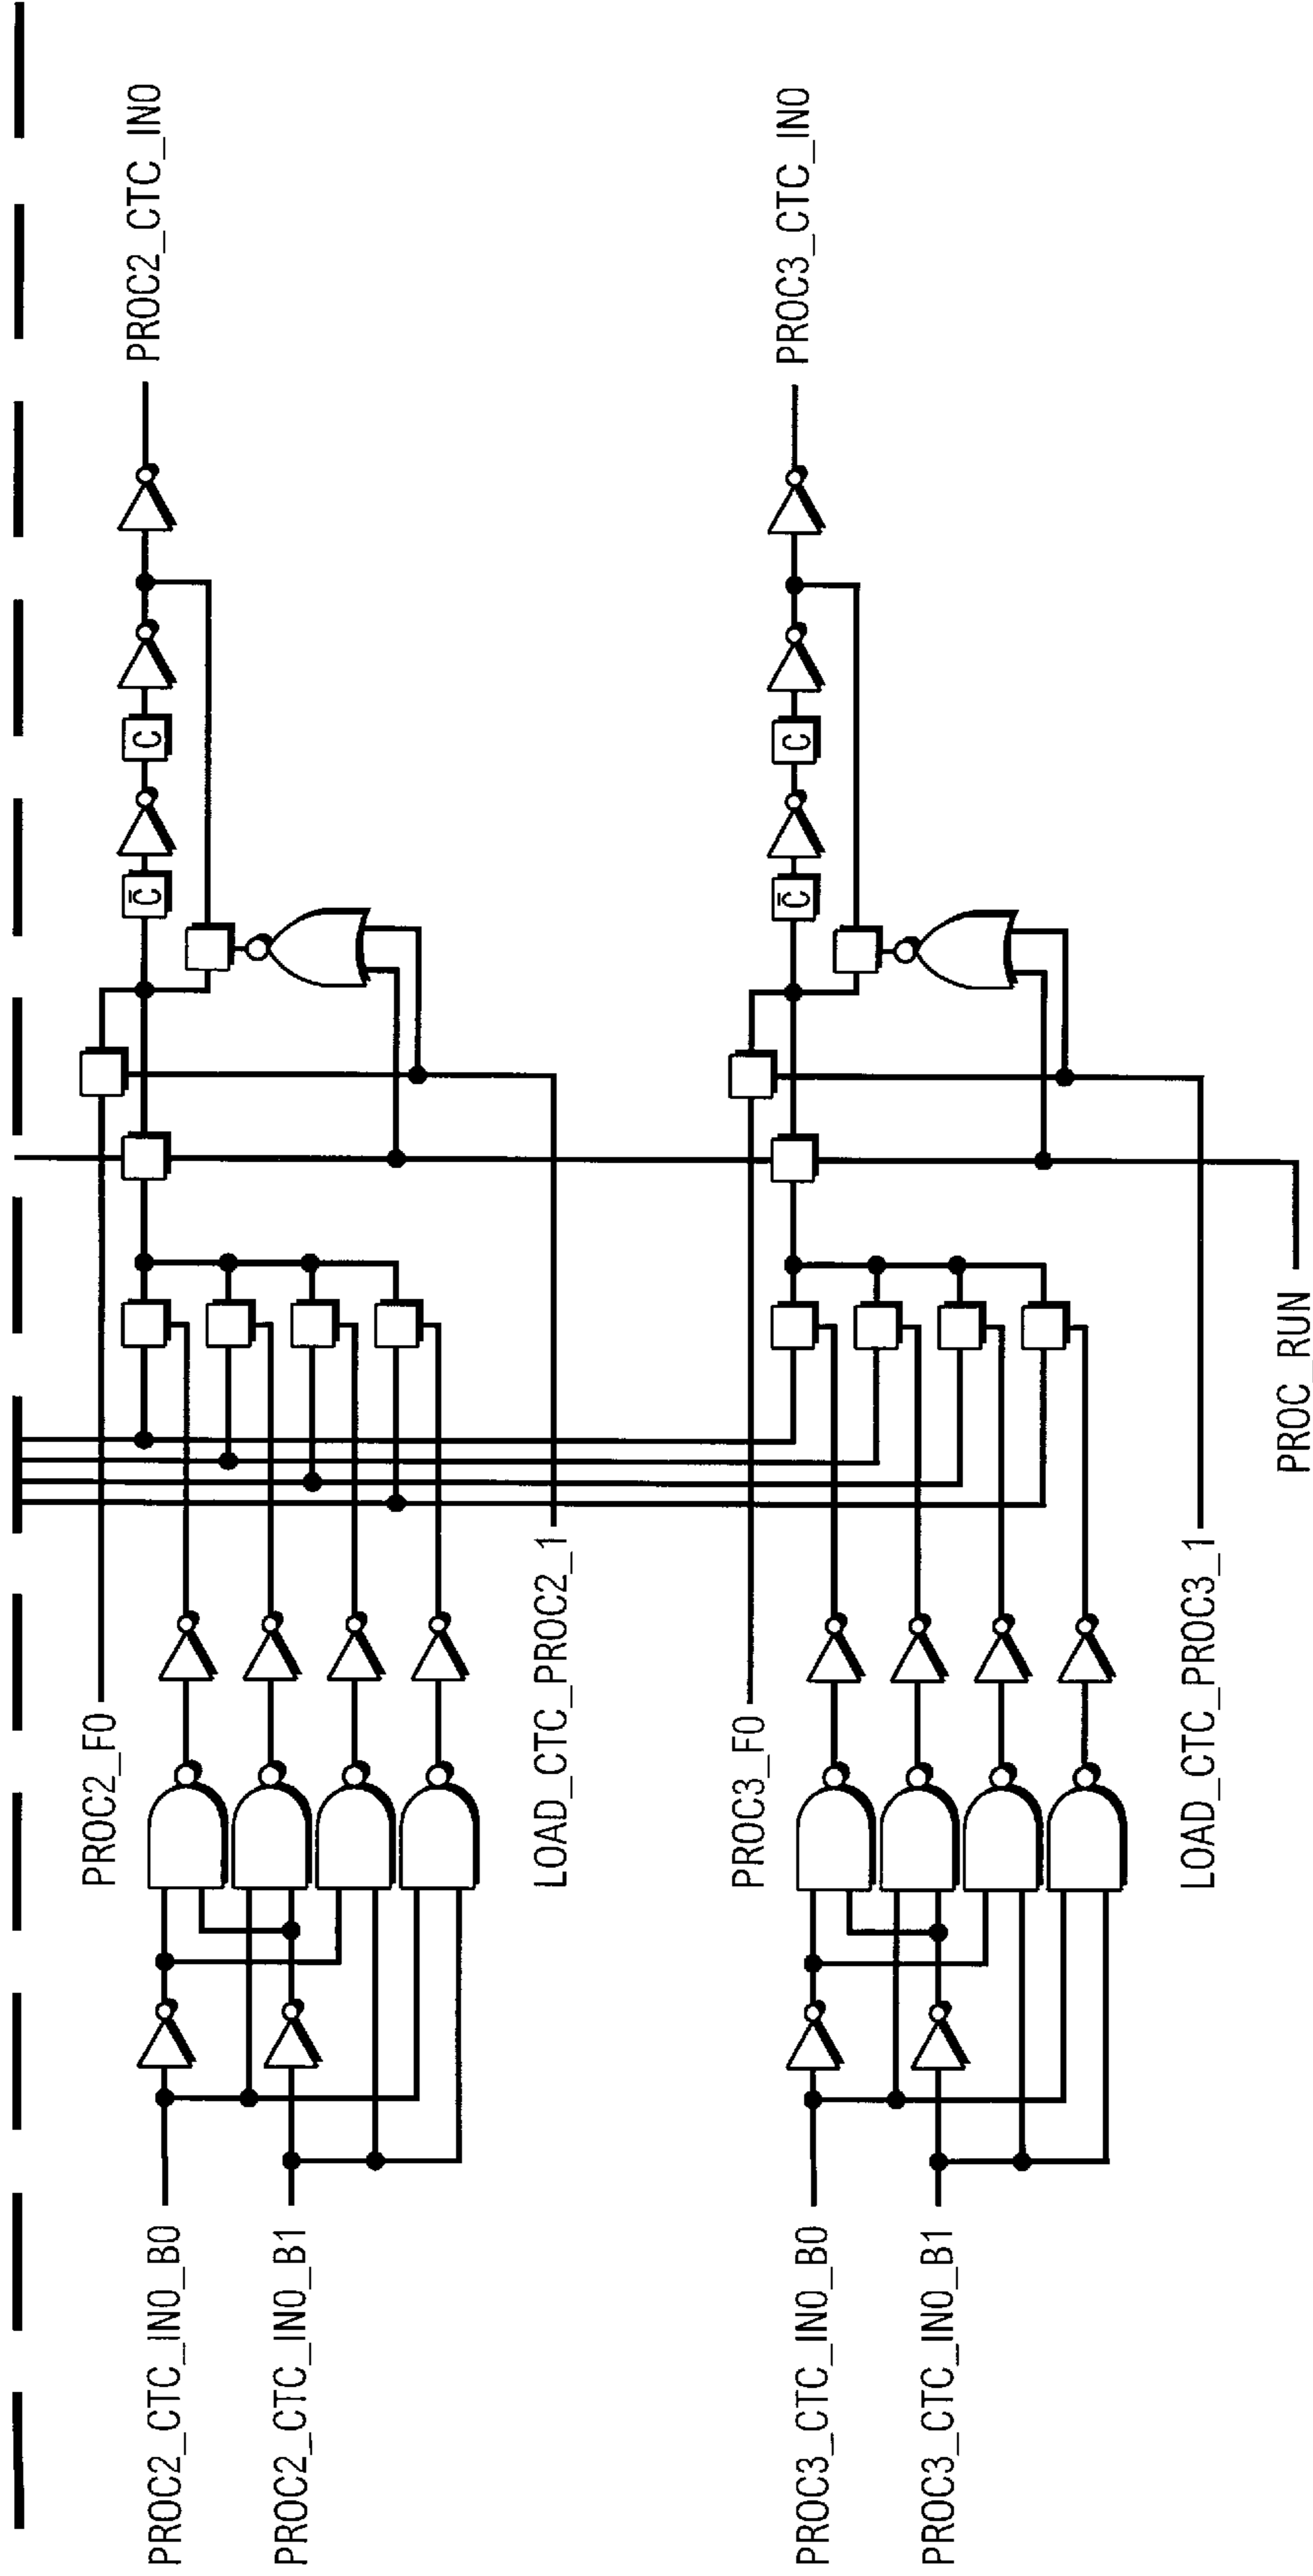 PROC2_CTC_IN0_B0
PROC2_CTC_IN0_B1
PROC2_F0
LOAD_CTC_PROC2_1
C̄
C
PROC2_CTC_IN0
PROC3_CTC_IN0_B0
PROC3_CTC_IN0_B1
PROC3_F0
LOAD_CTC_PROC3_1
PROC_RUN
C̄
C
PROC3_CTC_IN0